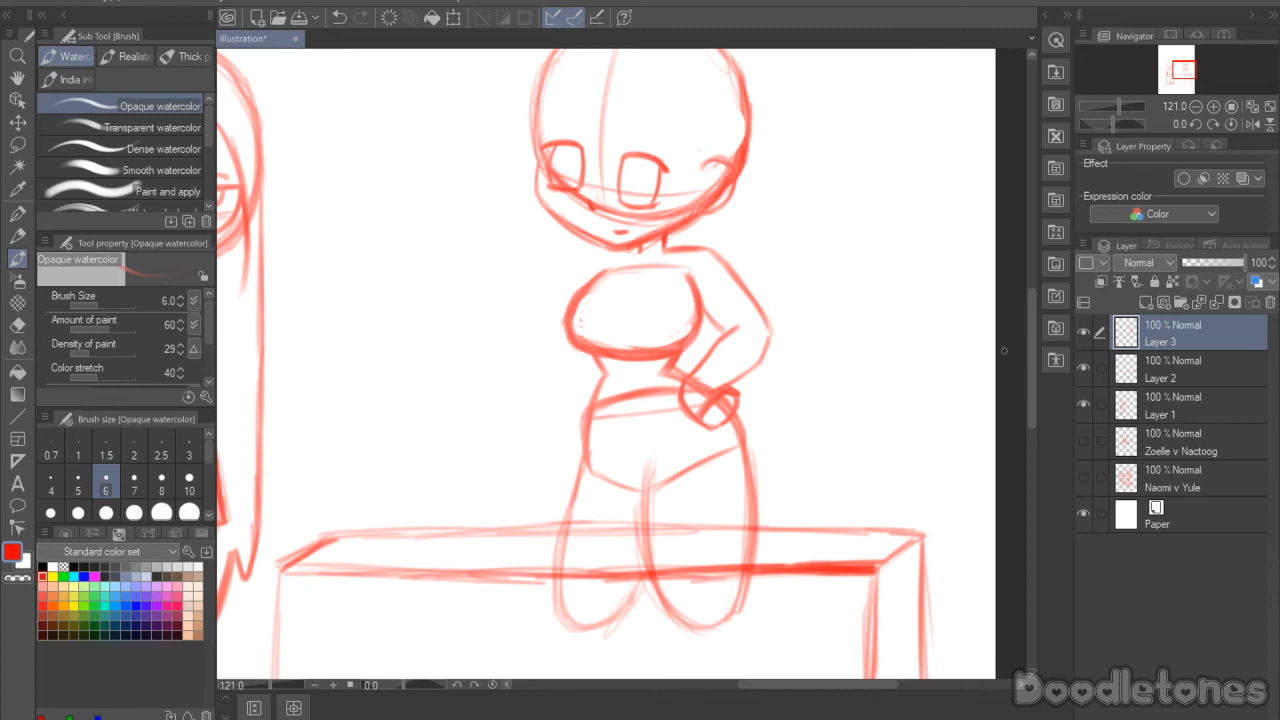 Sub Tool [Brush]
Illustration*
Navigator
Waterc
Realistic
Thick p
India in
Opaque watercolor
Transparent watercolor
Dense watercolor
Smooth watercolor
Paint and apply
121.0
0.0
Layer Property
Effect
Expression color
Color
Tool property [Opaque watercolor]
Opaque watercolor
Brush Size
6.0
Amount of paint
60
Density of paint
29
Color stretch
40
Layer
History
Auto Action
Normal
100
100 % Normal
Layer 3
100 % Normal
Layer 2
100 % Normal
Layer 1
100 % Normal
Zoelle v Nactoog
100 % Normal
Naomi v Yule
Paper
Brush size [Opaque watercolor]
0.7 1 1.5 2 2.5 3
4 5 6 7 8 10
Standard color set
121.0
0.0
Doodletones